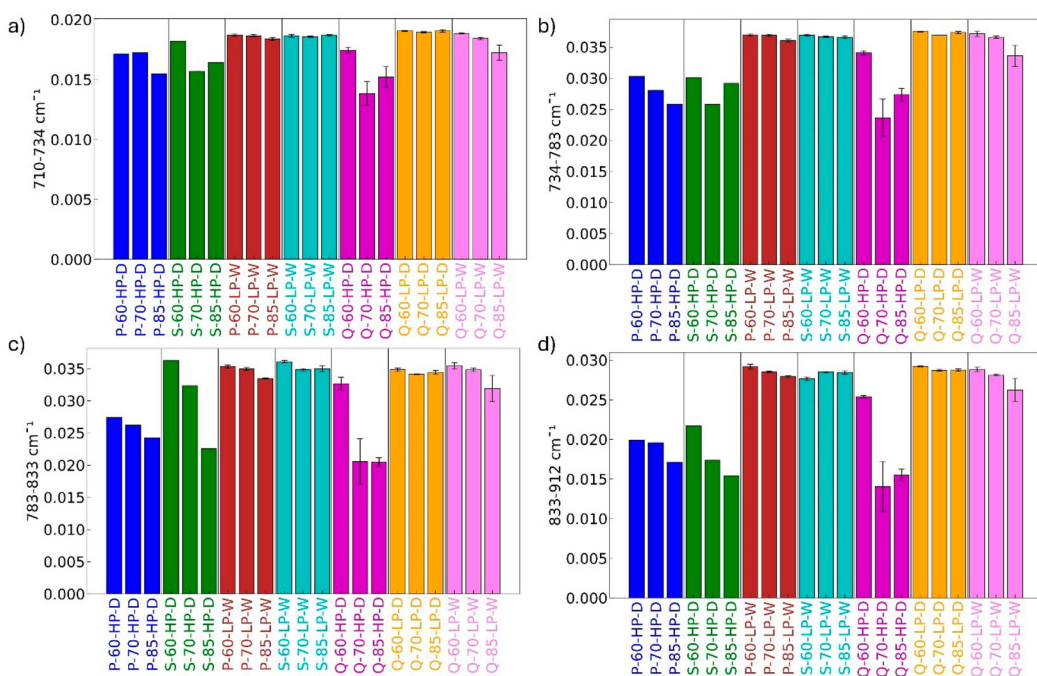 a)
710-734 cm⁻¹
0.020
0.015
0.010
0.005
0.000
P-60-HP-D
P-70-HP-D
P-85-HP-D
S-60-HP-D
S-70-HP-D
S-85-HP-D
P-60-LP-W
P-70-LP-W
P-85-LP-W
S-60-LP-W
S-70-LP-W
S-85-LP-W
Q-60-HP-D
Q-70-HP-D
Q-85-HP-D
Q-60-LP-D
Q-70-LP-D
Q-85-LP-D
Q-60-LP-W
Q-70-LP-W
Q-85-LP-W
b)
734-783 cm⁻¹
0.035
0.030
0.025
0.020
0.015
0.010
0.005
0.000
P-60-HP-D
P-70-HP-D
P-85-HP-D
S-60-HP-D
S-70-HP-D
S-85-HP-D
P-60-LP-W
P-70-LP-W
P-85-LP-W
S-60-LP-W
S-70-LP-W
S-85-LP-W
Q-60-HP-D
Q-70-HP-D
Q-85-HP-D
Q-60-LP-D
Q-70-LP-D
Q-85-LP-D
Q-60-LP-W
Q-70-LP-W
Q-85-LP-W
c)
783-833 cm⁻¹
0.035
0.030
0.025
0.020
0.015
0.010
0.005
0.000
P-60-HP-D
P-70-HP-D
P-85-HP-D
S-60-HP-D
S-70-HP-D
S-85-HP-D
P-60-LP-W
P-70-LP-W
P-85-LP-W
S-60-LP-W
S-70-LP-W
S-85-LP-W
Q-60-HP-D
Q-70-HP-D
Q-85-HP-D
Q-60-LP-D
Q-70-LP-D
Q-85-LP-D
Q-60-LP-W
Q-70-LP-W
Q-85-LP-W
d)
833-912 cm⁻¹
0.030
0.025
0.020
0.015
0.010
0.005
0.000
P-60-HP-D
P-70-HP-D
P-85-HP-D
S-60-HP-D
S-70-HP-D
S-85-HP-D
P-60-LP-W
P-70-LP-W
P-85-LP-W
S-60-LP-W
S-70-LP-W
S-85-LP-W
Q-60-HP-D
Q-70-HP-D
Q-85-HP-D
Q-60-LP-D
Q-70-LP-D
Q-85-LP-D
Q-60-LP-W
Q-70-LP-W
Q-85-LP-W